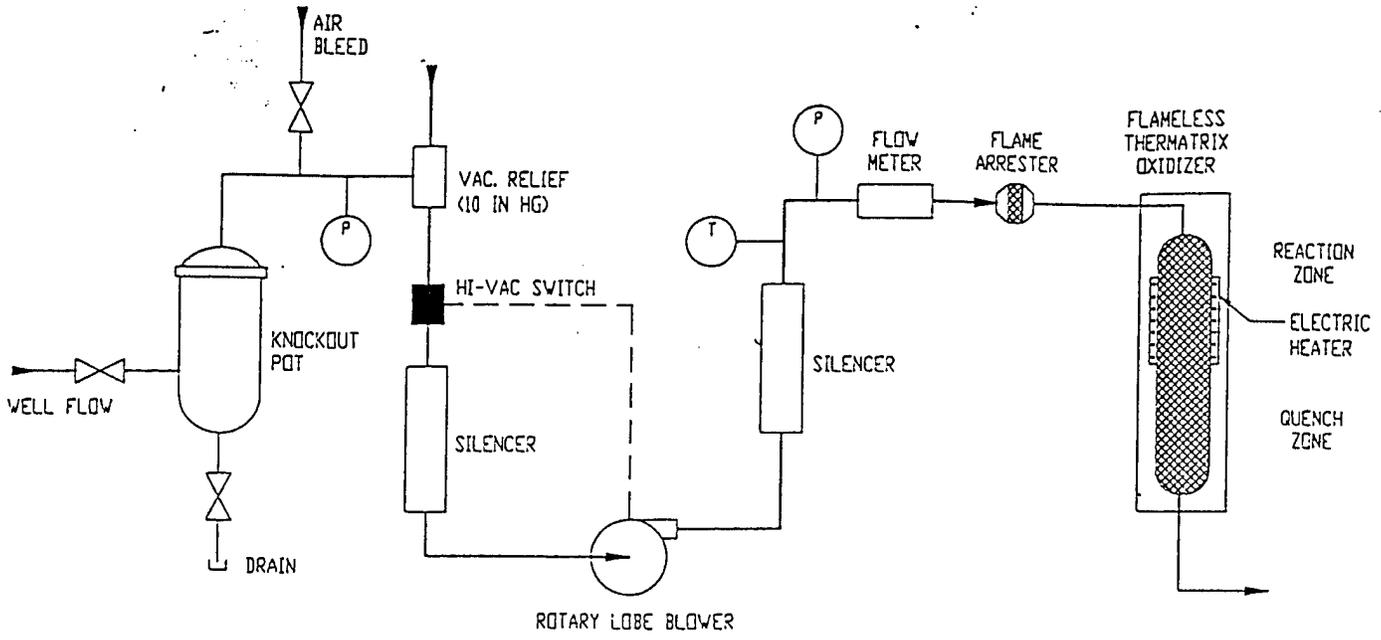 AIR
BLEED
VAC. RELIEF
(10 IN HG)
P
HI-VAC SWITCH
KNOCKOUT
POT
WELL FLOW
SILENCER
DRAIN
ROTARY LOBE BLOWER
T
P
SILENCER
FLOW
METER
FLAME
ARRESTER
FLAMELESS
THERMATRIX
OXIDIZER
REACTION
ZONE
ELECTRIC
HEATER
QUENCH
ZONE